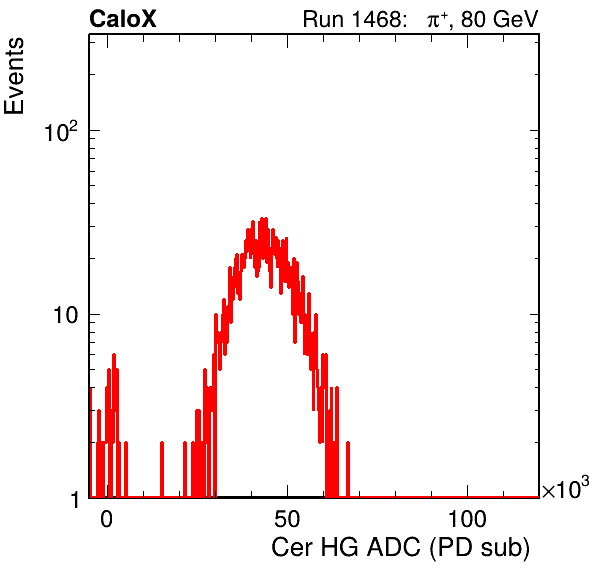 CaloX Run 1468: π⁺, 80 GeV
Events
10²
10
1
0 50 100 ×10³
Cer HG ADC (PD sub)